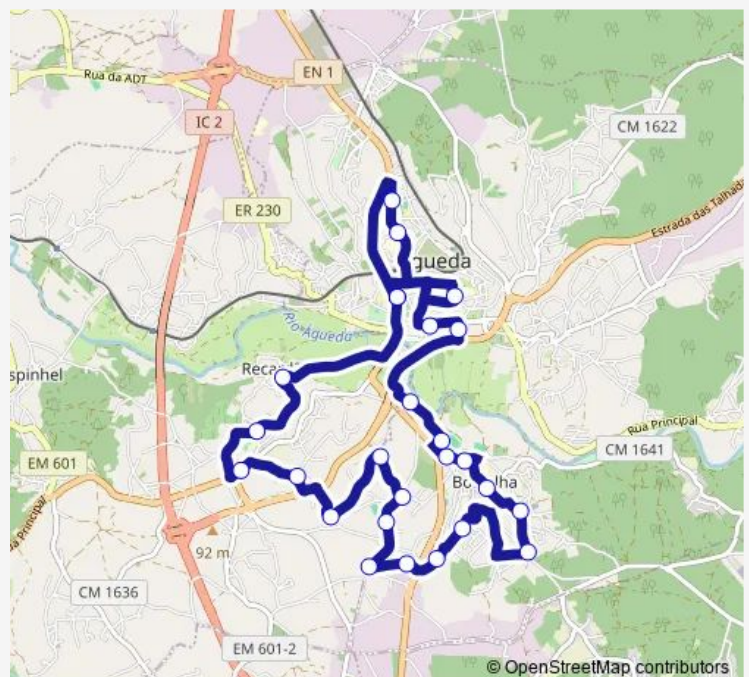 Rua da ADT
EN 1
IC 2
CM 1622
ER 230
Estrada das Talhada
gueda
Rio Águeda
Recard
spinhel
Rua Principal
EM 601
CM 1641
Bo lha
a Principal
92 m
CM 1636
EM 601-2
© OpenStreetMap contributors